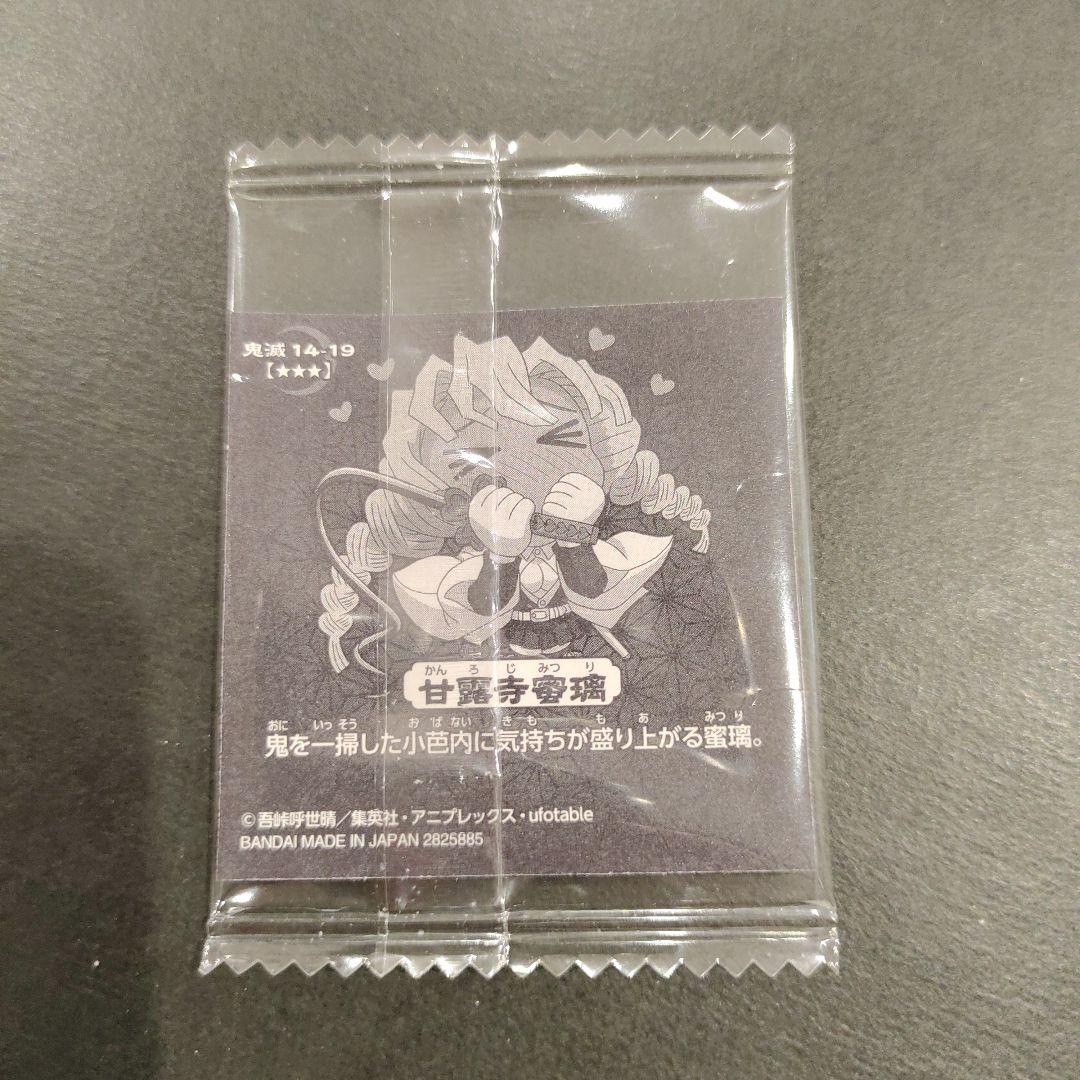 鬼滅 14-19
【★★★】
かんろじみつり
甘露寺蜜璃
おに いっそう おばない きも も あ みつり
鬼を一掃した小芭内に気持ちが盛り上がる蜜璃。
©吾峠呼世晴／集英社・アニプレックス・ufotable
BANDAI MADE IN JAPAN 2825885